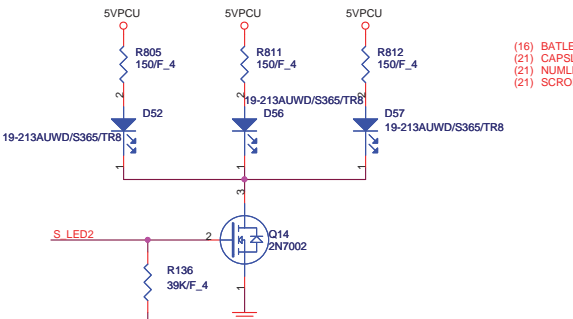 5VPCU 5VPCU 5VPCU
R805 R811 R812
150/F_4 150/F_4 150/F_4
(16) BATLE
(21) CAPSL
(21) NUML
(21) SCRO
2 2 2
19-213AUWD/S365/TR8
D52 D56 D57
19-213AUWD/S365/TR8 19-213AUWD/S365/TR8
1 1 1
3
S_LED2 2 Q14
2N7002
R136
39K/F_4
1